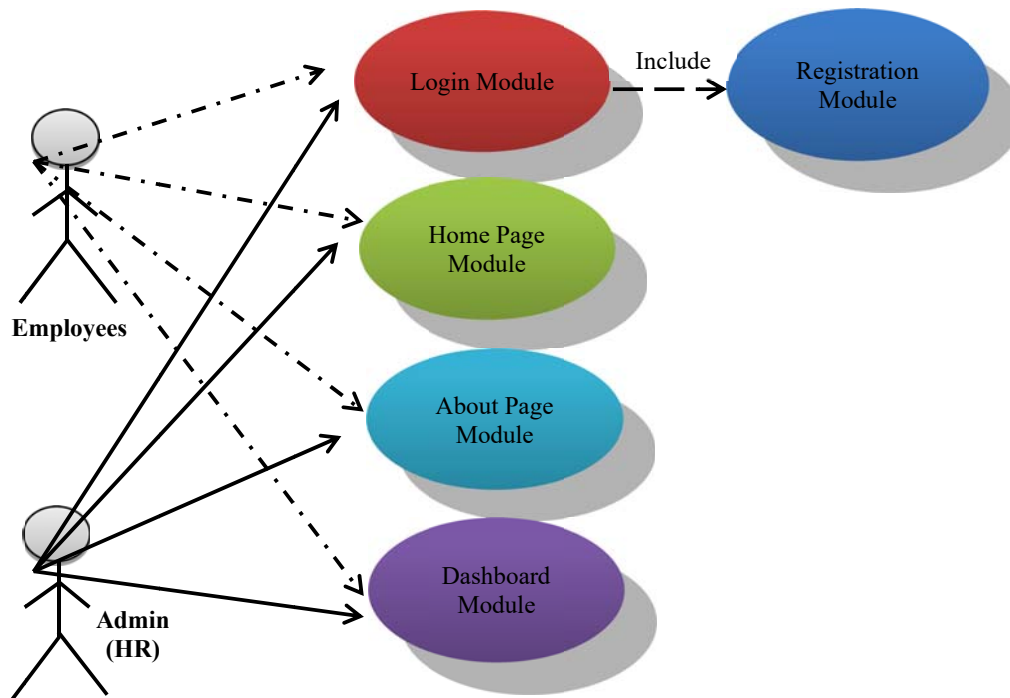 Login Module
Include
Registration
Module
Home Page
Module
Employees
About Page
Module
Dashboard
Module
Admin
(HR)